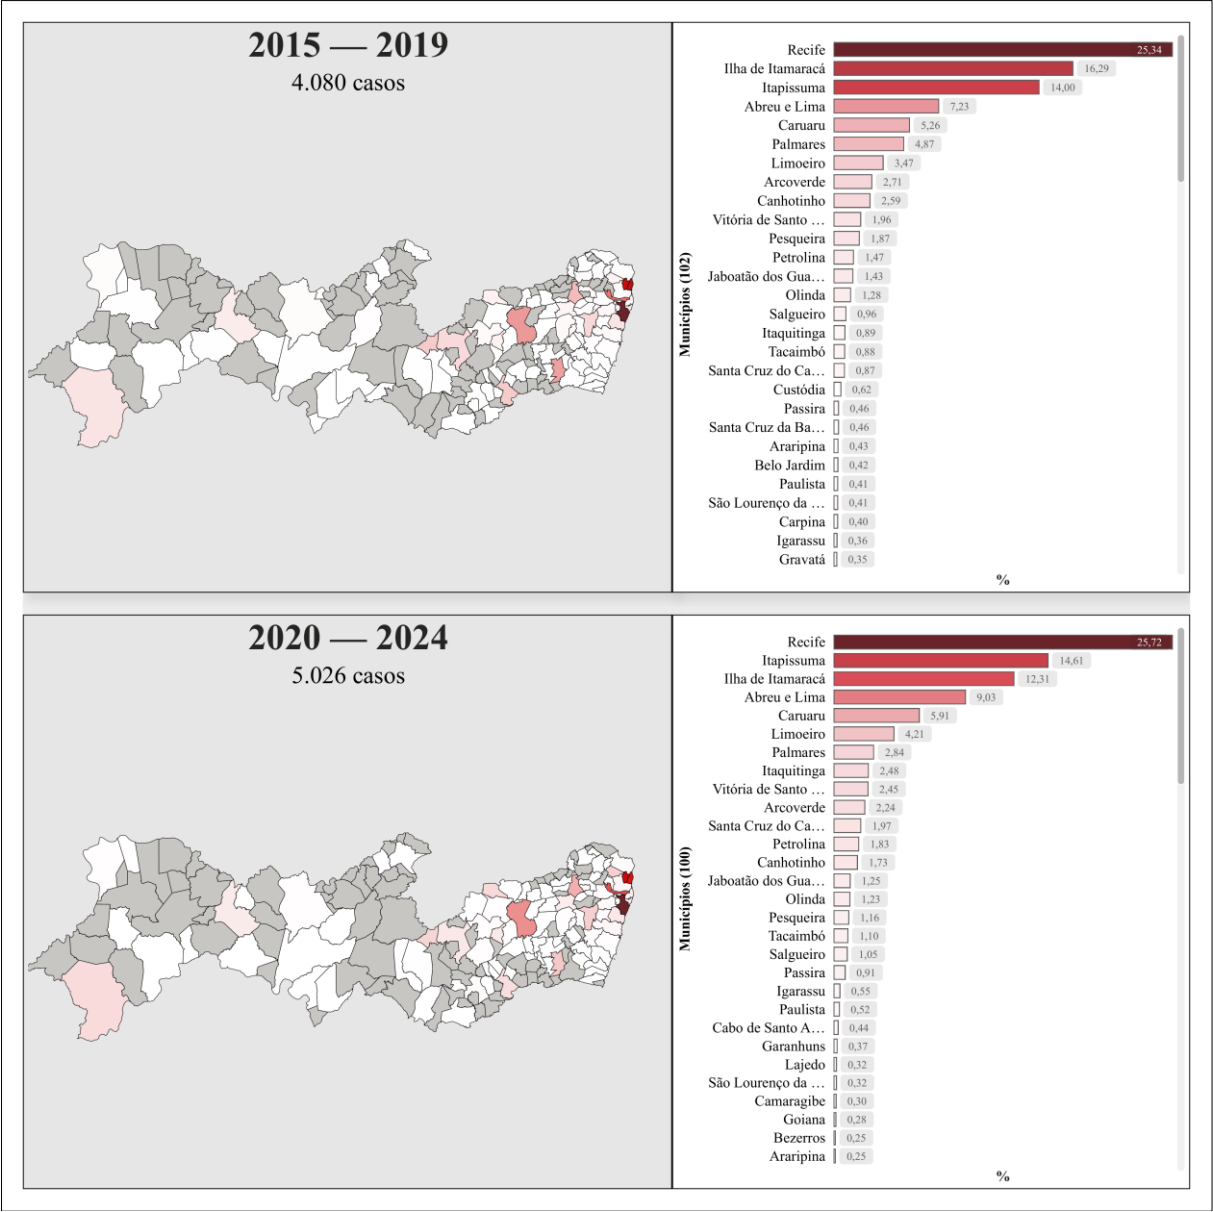 2015 — 2019
4.080 casos
Municípios (102)
Recife 25,34
Ilha de Itamaracá 16,29
Itapissuma 14,00
Abreu e Lima 7,23
Caruaru 5,26
Palmares 4,87
Limoeiro 3,47
Arcoverde 2,71
Canhotinho 2,59
Vitória de Santo … 1,96
Pesqueira 1,87
Petrolina 1,47
Jaboatão dos Gua… 1,43
Olinda 1,28
Salgueiro 0,96
Itaquitinga 0,89
Tacaimbó 0,88
Santa Cruz do Ca… 0,87
Custódia 0,62
Passira 0,46
Santa Cruz da Ba… 0,46
Araripina 0,43
Belo Jardim 0,42
Paulista 0,41
São Lourenço da … 0,41
Carpina 0,40
Igarassu 0,36
Gravatá 0,35
%
2020 — 2024
5.026 casos
Municípios (100)
Recife 25,72
Itapissuma 14,61
Ilha de Itamaracá 12,31
Abreu e Lima 9,03
Caruaru 5,91
Limoeiro 4,21
Palmares 2,84
Itaquitinga 2,48
Vitória de Santo … 2,45
Arcoverde 2,24
Santa Cruz do Ca… 1,97
Petrolina 1,83
Canhotinho 1,73
Jaboatão dos Gua… 1,25
Olinda 1,23
Pesqueira 1,16
Tacaimbó 1,10
Salgueiro 1,05
Passira 0,91
Igarassu 0,55
Paulista 0,52
Cabo de Santo A… 0,44
Garanhuns 0,37
Lajedo 0,32
São Lourenço da … 0,32
Camaragibe 0,30
Goiana 0,28
Bezerros 0,25
Araripina 0,25
%